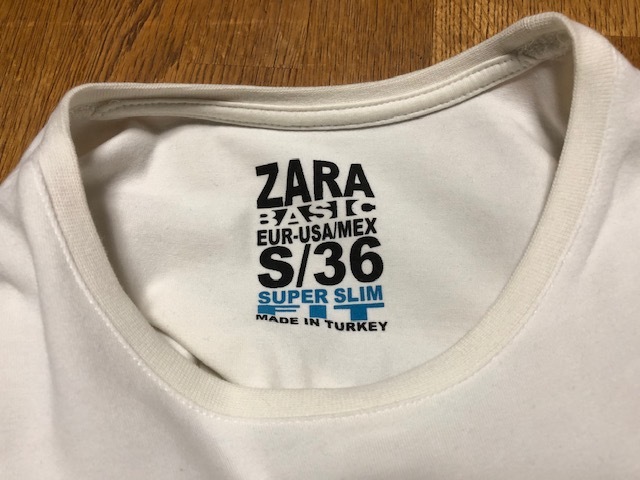 ZARA
BASIC
EUR-USA/MEX
S/36
SUPER SLIM
FIT
MADE IN TURKEY